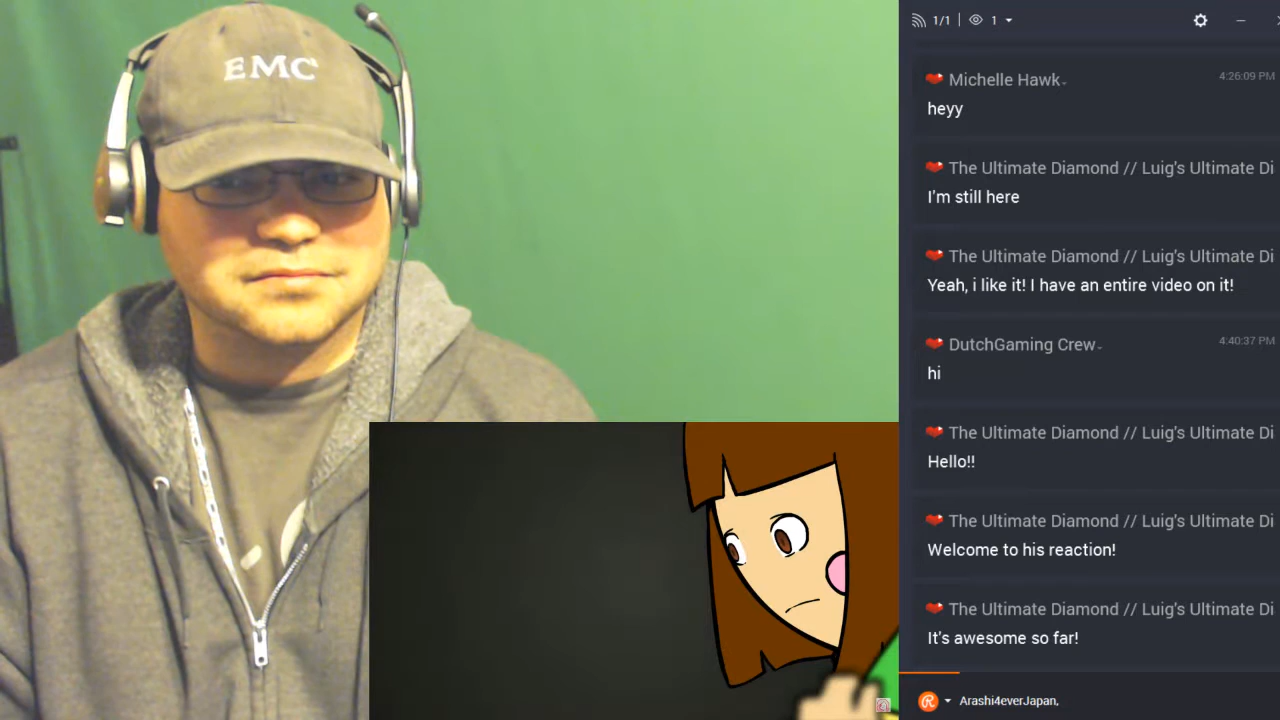 EMC
1/1 1
Michelle Hawk 4:26:09 PM
heyy
The Ultimate Diamond // Luig's Ultimate Di
I'm still here
The Ultimate Diamond // Luig's Ultimate Di
Yeah, i like it! I have an entire video on it!
DutchGaming Crew 4:40:37 PM
hi
The Ultimate Diamond // Luig's Ultimate Di
Hello!!
The Ultimate Diamond // Luig's Ultimate Di
Welcome to his reaction!
The Ultimate Diamond // Luig's Ultimate Di
It's awesome so far!
Arashi4everJapan,